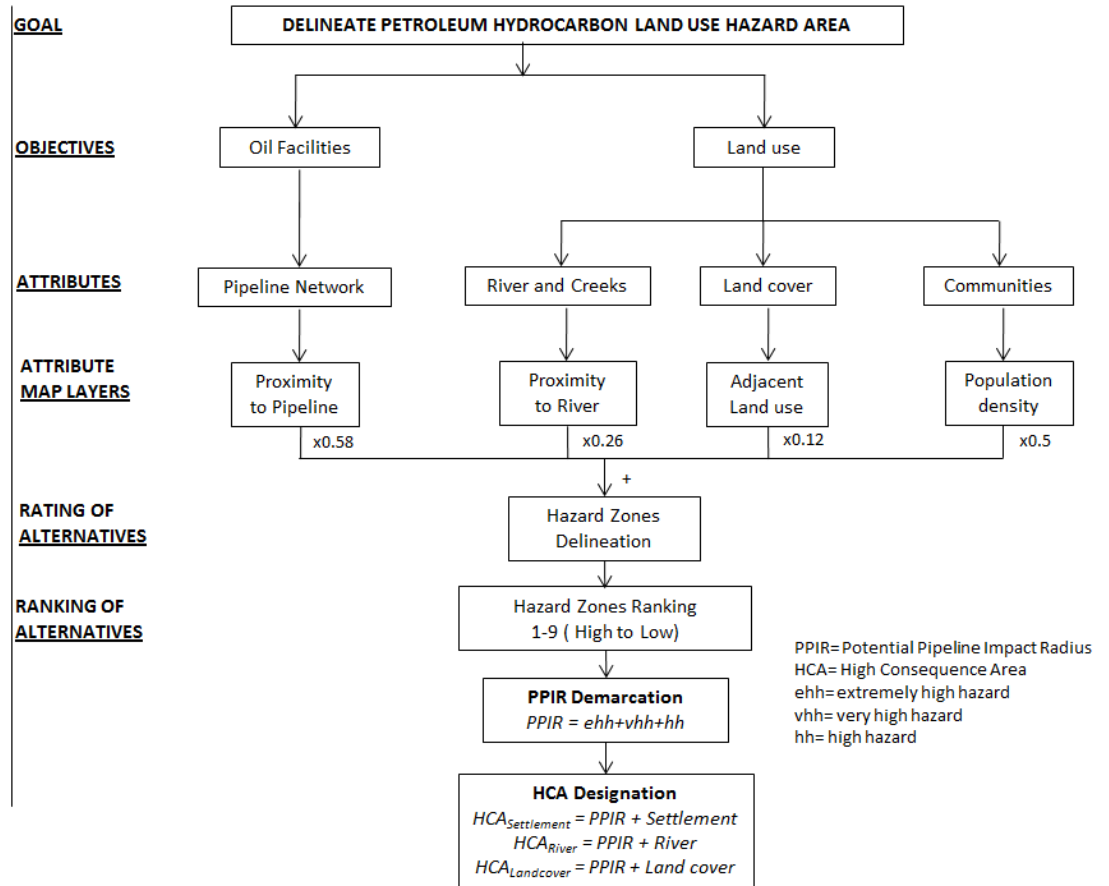 GOAL
DELINEATE PETROLEUM HYDROCARBON LAND USE HAZARD AREA
OBJECTIVES
Oil Facilities
Land use
ATTRIBUTES
Pipeline Network
River and Creeks
Land cover
Communities
ATTRIBUTE
MAP LAYERS
Proximity
to Pipeline
Proximity
to River
Adjacent
Land use
Population
density
x0.58
x0.26
x0.12
x0.5
+
RATING OF
ALTERNATIVES
Hazard Zones
Delineation
RANKING OF
ALTERNATIVES
Hazard Zones Ranking
1-9 ( High to Low)
PPIR Demarcation
PPIR = ehh+vhh+hh
HCA Designation
HCASettlement = PPIR + Settlement
HCARiver = PPIR + River
HCALandcover = PPIR + Land cover
PPIR= Potential Pipeline Impact Radius
HCA= High Consequence Area
ehh= extremely high hazard
vhh= very high hazard
hh= high hazard